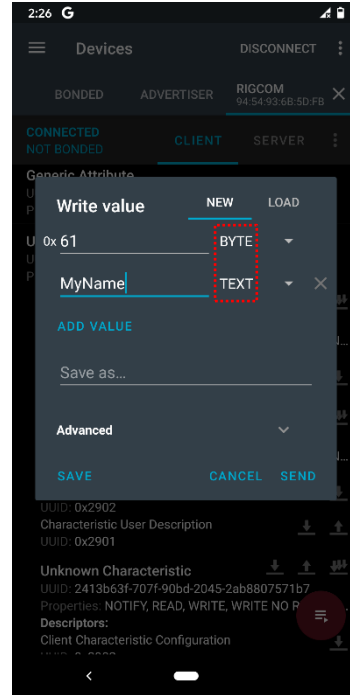 2:26 G
Devices DISCONNECT
BONDED ADVERTISER RIGCOM
94:54:93:6B:5D:FB
CONNECTED
NOT BONDED CLIENT SERVER
Generic Attribute
Write value NEW LOAD
0x 61 BYTE
MyName TEXT
ADD VALUE
Save as...
Advanced
SAVE CANCEL SEND
UUID: 0x2902
Characteristic User Description
UUID: 0x2901
Unknown Characteristic
UUID: 2413b63f-707f-90bd-2045-2ab8807571b7
Properties: NOTIFY, READ, WRITE, WRITE NO R
Descriptors:
Client Characteristic Configuration